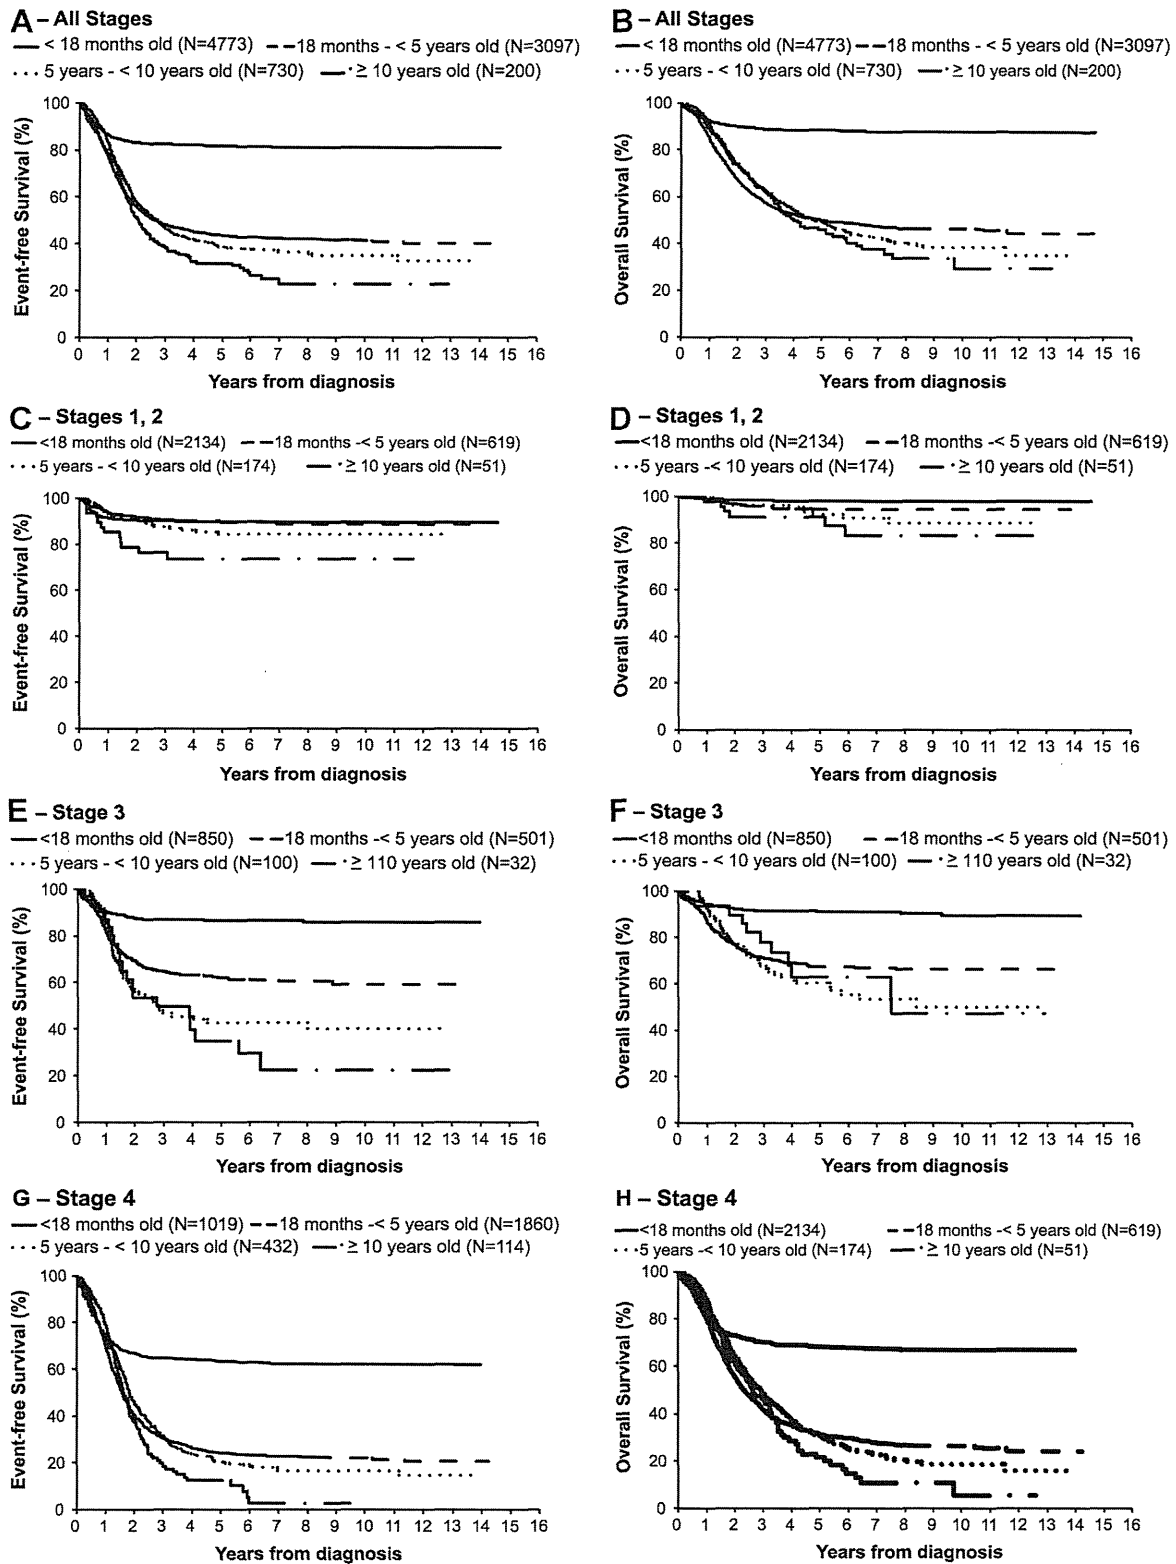 A – All Stages
< 18 months old (N=4773) 18 months - < 5 years old (N=3097)
5 years - < 10 years old (N=730) ≥ 10 years old (N=200)
Event-free Survival (%)
100
80
60
40
20
0
0 1 2 3 4 5 6 7 8 9 10 11 12 13 14 15 16
Years from diagnosis
B – All Stages
< 18 months old (N=4773) 18 months - < 5 years old (N=3097)
5 years - < 10 years old (N=730) ≥ 10 years old (N=200)
Overall Survival (%)
100
80
60
40
20
0
0 1 2 3 4 5 6 7 8 9 10 11 12 13 14 15 16
Years from diagnosis
C – Stages 1, 2
<18 months old (N=2134) 18 months -< 5 years old (N=619)
5 years - < 10 years old (N=174) ≥ 10 years old (N=51)
Event-free Survival (%)
100
80
60
40
20
0
0 1 2 3 4 5 6 7 8 9 10 11 12 13 14 15 16
Years from diagnosis
D – Stages 1, 2
<18 months old (N=2134) 18 months -< 5 years old (N=619)
5 years - <10 years old (N=174) ≥ 10 years old (N=51)
Overall Survival (%)
100
80
60
40
20
0
0 1 2 3 4 5 6 7 8 9 10 11 12 13 14 15 16
Years from diagnosis
E – Stage 3
<18 months old (N=850) 18 months -< 5 years old (N=501)
5 years - < 10 years old (N=100) ≥ 110 years old (N=32)
Event-free Survival (%)
100
80
60
40
20
0
0 1 2 3 4 5 6 7 8 9 10 11 12 13 14 15 16
Years from diagnosis
F – Stage 3
<18 months old (N=850) 18 months -< 5 years old (N=501)
5 years - < 10 years old (N=100) ≥ 110 years old (N=32)
Overall Survival (%)
100
80
60
40
20
0
0 1 2 3 4 5 6 7 8 9 10 11 12 13 14 15 16
Years from diagnosis
G – Stage 4
<18 months old (N=1019) 18 months -< 5 years old (N=1860)
5 years - < 10 years old (N=432) ≥ 10 years old (N=114)
Event-free Survival (%)
100
80
60
40
20
0
0 1 2 3 4 5 6 7 8 9 10 11 12 13 14 15 16
Years from diagnosis
H – Stage 4
<18 months old (N=2134) 18 months -< 5 years old (N=619)
5 years -< 10 years old (N=174) ≥ 10 years old (N=51)
Overall Survival (%)
100
80
60
40
20
0
0 1 2 3 4 5 6 7 8 9 10 11 12 13 14 15 16
Years from diagnosis